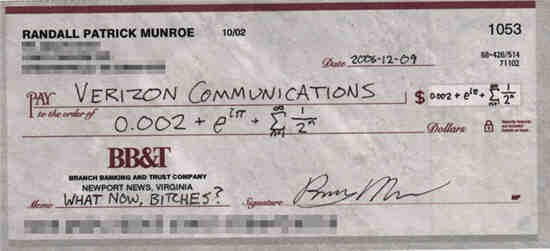 RANDALL PATRICK MUNROE 10/02 1053
68-426/514
71102
Date 2006-12-09
PAY to the order of VERIZON COMMUNICATIONS $ 0.002 + e^{iπ} + ∑_{n=1}^{∞} 1/2^n
0.002 + e^{iπ} + ∑_{n=1}^{∞} 1/2^n Dollars
BB&T
BRANCH BANKING AND TRUST COMPANY
NEWPORT NEWS, VIRGINIA
Memo WHAT NOW, BITCHES? Signature MP